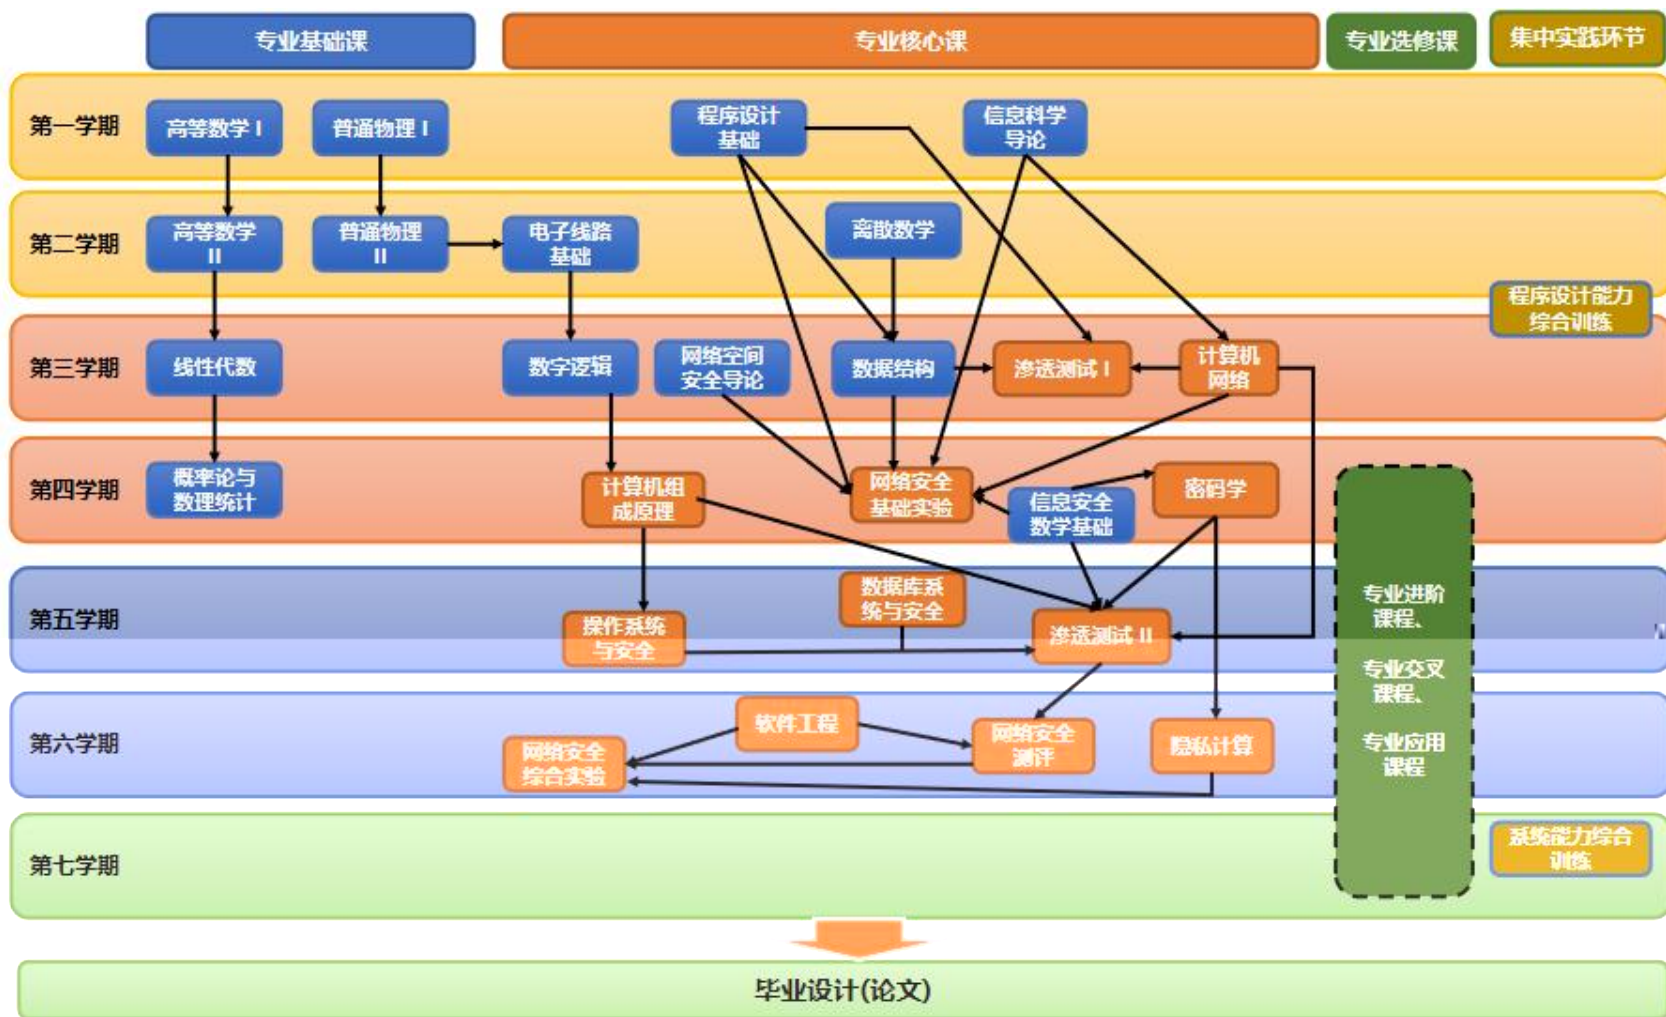 专业基础课
专业核心课
专业选修课
集中实践环节
第一学期
高等数学 I
普通物理 I
程序设计
基础
信息科学
导论
第二学期
高等数学
II
普通物理
II
电子线路
基础
离散数学
程序设计能力
综合训练
第三学期
线性代数
数字逻辑
网络空间
安全导论
数据结构
渗透测试 I
计算机
网络
第四学期
概率论与
数理统计
计算机组
成原理
网络安全
基础实验
信息安全
数学基础
密码学
第五学期
操作系统
与安全
数据库系
统与安全
渗透测试 II
专业进阶
课程、
专业交叉
课程、
专业应用
课程
第六学期
网络安全
综合实验
软件工程
网络安全
测评
隐私计算
第七学期
系统能力综合
训练
毕业设计(论文)